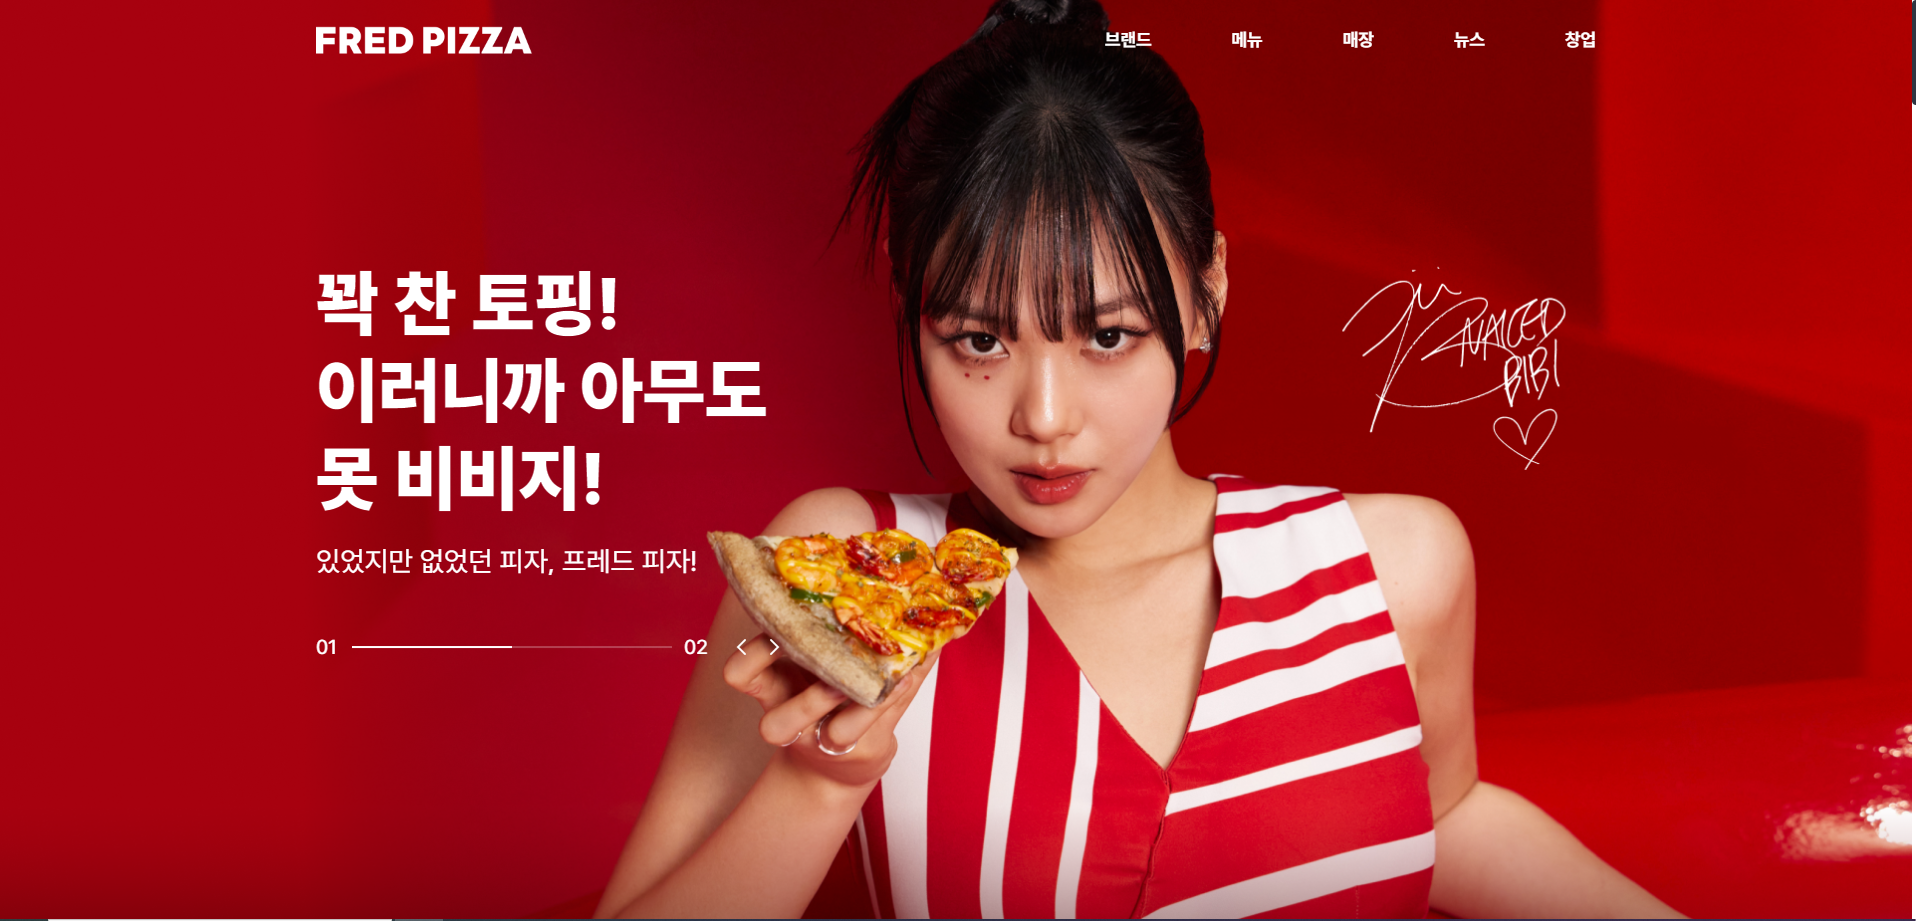 FRED PIZZA
브랜드 메뉴 매장 뉴스 창업
꽉 찬 토핑!
이러니까 아무도
못 비비지!
있었지만 없었던 피자, 프레드 피자!
01 02
NAKED
BIBI